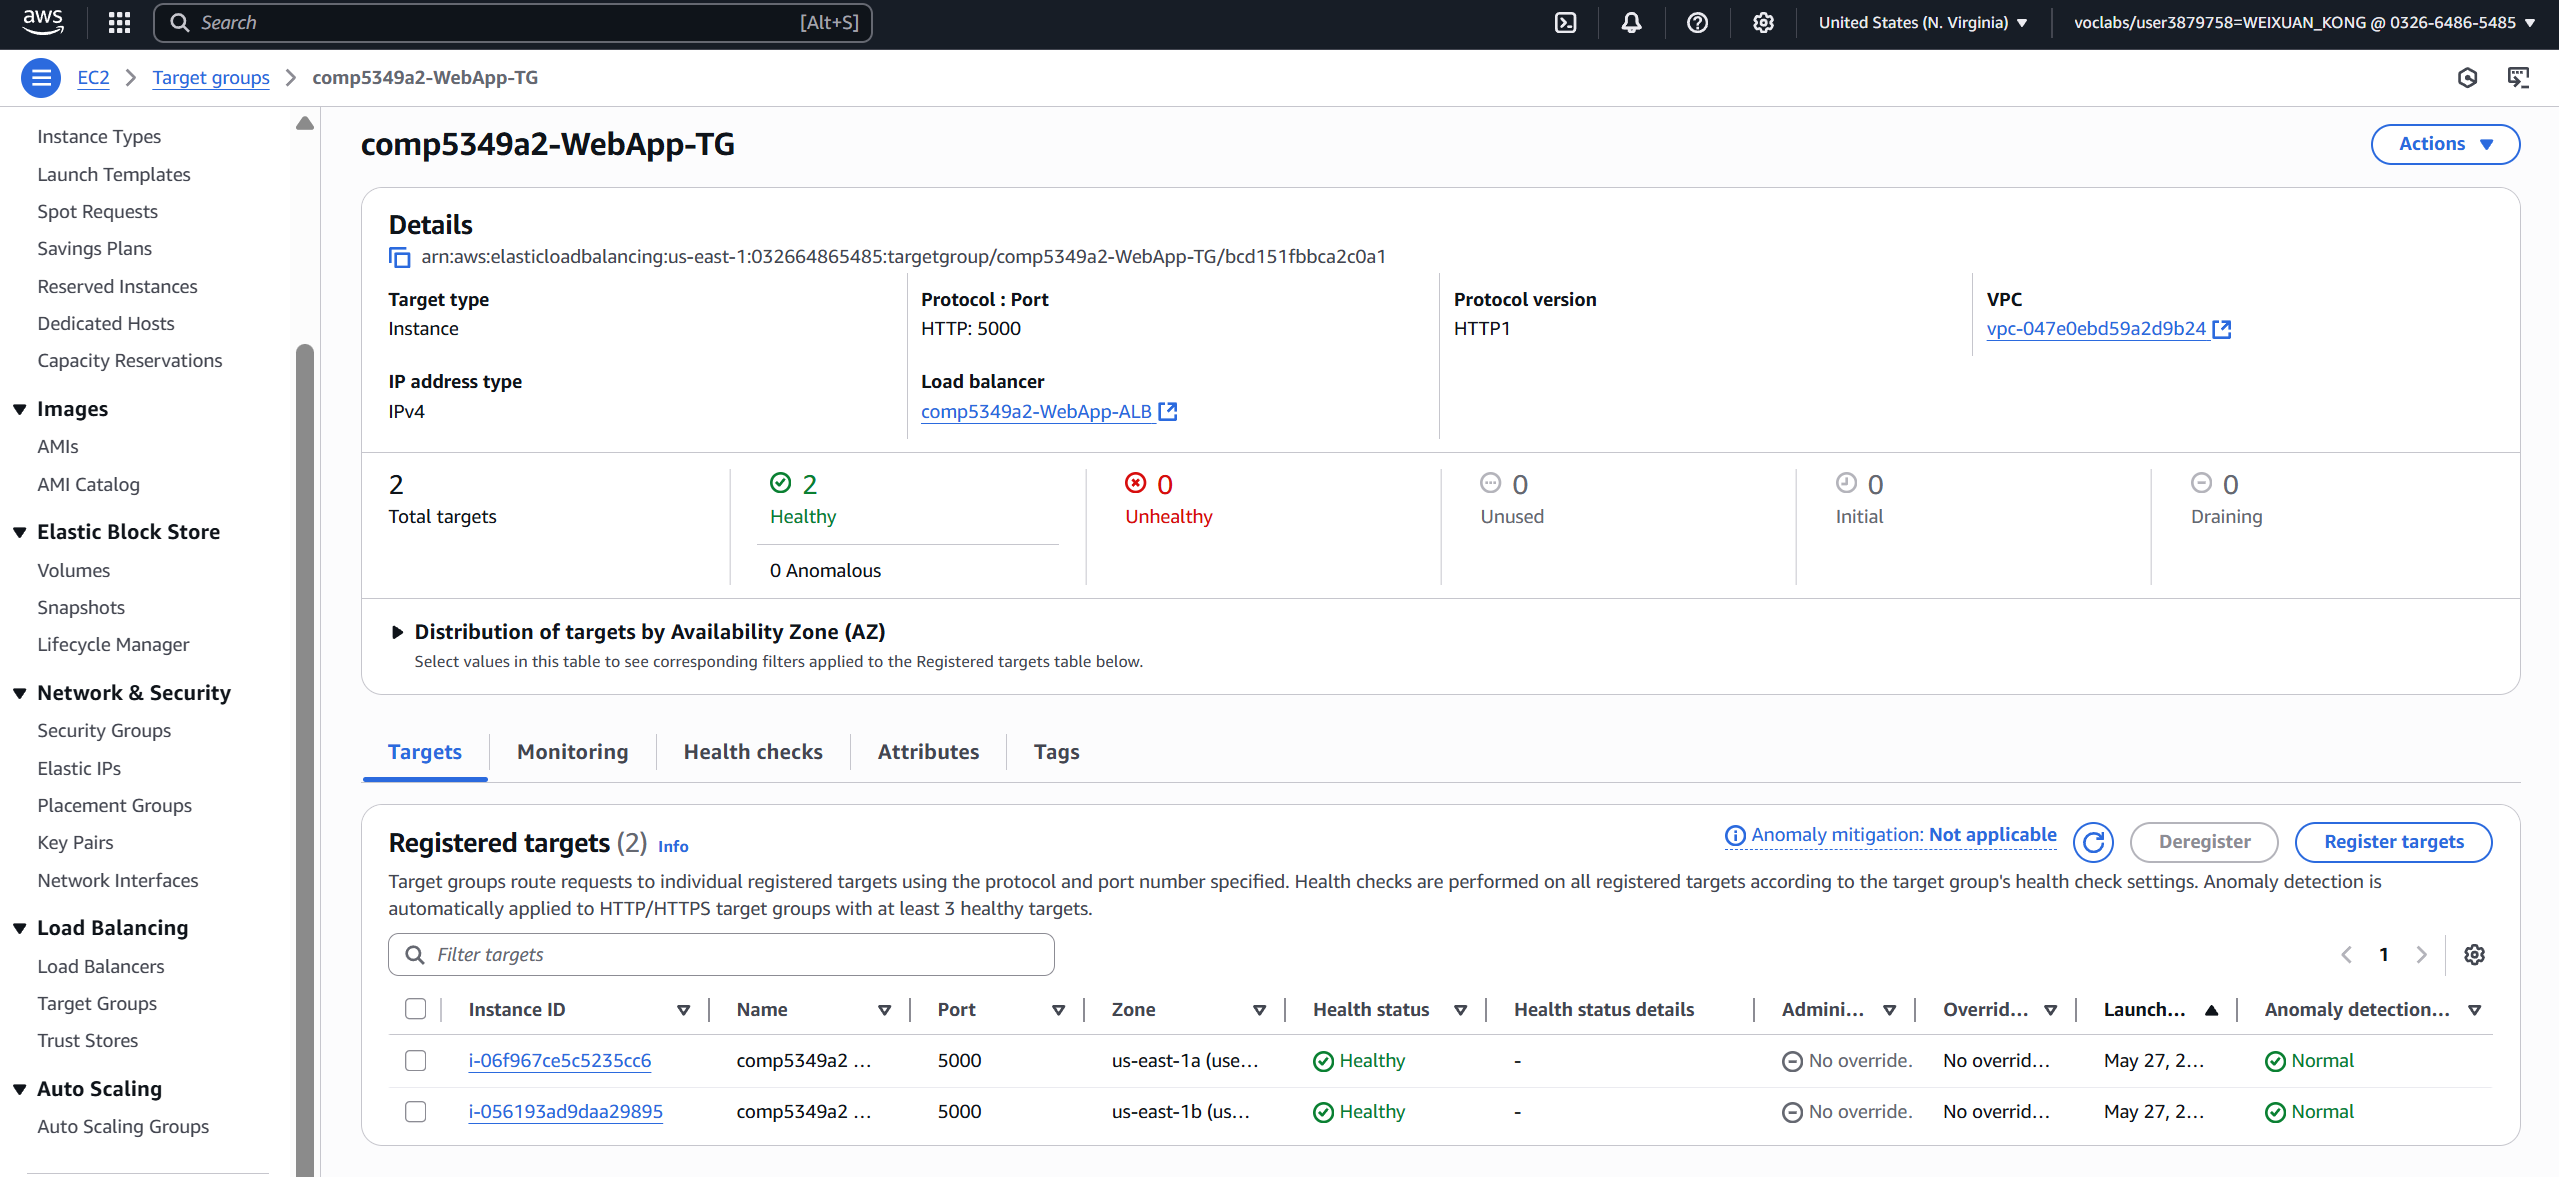 aws
Search [Alt+S]
United States (N. Virginia)
voclabs/user3879758=WEIXUAN_KONG @ 0326-6486-5485
EC2 Target groups comp5349a2-WebApp-TG
Instance Types
Launch Templates
Spot Requests
Savings Plans
Reserved Instances
Dedicated Hosts
Capacity Reservations
Images
AMIs
AMI Catalog
Elastic Block Store
Volumes
Snapshots
Lifecycle Manager
Network & Security
Security Groups
Elastic IPs
Placement Groups
Key Pairs
Network Interfaces
Load Balancing
Load Balancers
Target Groups
Trust Stores
Auto Scaling
Auto Scaling Groups
comp5349a2-WebApp-TG
Actions
Details
arn:aws:elasticloadbalancing:us-east-1:032664865485:targetgroup/comp5349a2-WebApp-TG/bcd151fbbca2c0a1
Target type
Instance
Protocol : Port
HTTP: 5000
Protocol version
HTTP1
VPC
vpc-047e0ebd59a2d9b24
IP address type
IPv4
Load balancer
comp5349a2-WebApp-ALB
2
Total targets
2
Healthy
0 Anomalous
0
Unhealthy
0
Unused
0
Initial
0
Draining
Distribution of targets by Availability Zone (AZ)
Select values in this table to see corresponding filters applied to the Registered targets table below.
Targets Monitoring Health checks Attributes Tags
Registered targets (2) Info
Anomaly mitigation: Not applicable
Deregister
Register targets
Target groups route requests to individual registered targets using the protocol and port number specified. Health checks are performed on all registered targets according to the target group's health check settings. Anomaly detection is
automatically applied to HTTP/HTTPS target groups with at least 3 healthy targets.
Filter targets
1
Instance ID Name Port Zone Health status Health status details Admini... Overrid... Launch... Anomaly detection...
i-06f967ce5c5235cc6 comp5349a2 ... 5000 us-east-1a (use... Healthy - No override. No overrid... May 27, 2... Normal
i-056193ad9daa29895 comp5349a2 ... 5000 us-east-1b (us... Healthy - No override. No overrid... May 27, 2... Normal